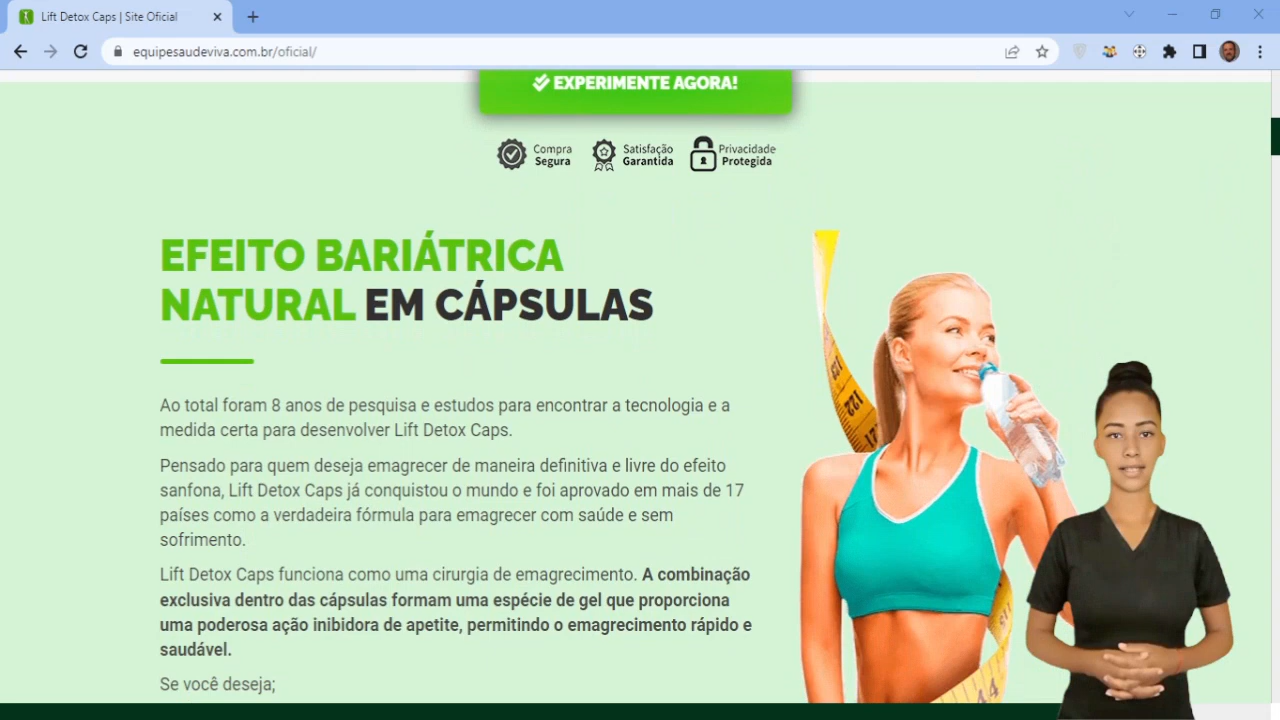 Lift Detox Caps | Site Oficial
equipesaudeviva.com.br/oficial/
EXPERIMENTE AGORA!
Compra Segura
Satisfação Garantida
Privacidade Protegida
EFEITO BARIÁTRICA
NATURAL EM CÁPSULAS
Ao total foram 8 anos de pesquisa e estudos para encontrar a tecnologia e a
medida certa para desenvolver Lift Detox Caps.
Pensado para quem deseja emagrecer de maneira definitiva e livre do efeito
sanfona, Lift Detox Caps já conquistou o mundo e foi aprovado em mais de 17
países como a verdadeira fórmula para emagrecer com saúde e sem
sofrimento.
Lift Detox Caps funciona como uma cirurgia de emagrecimento. A combinação
exclusiva dentro das cápsulas formam uma espécie de gel que proporciona
uma poderosa ação inibidora de apetite, permitindo o emagrecimento rápido e
saudável.
Se você deseja;